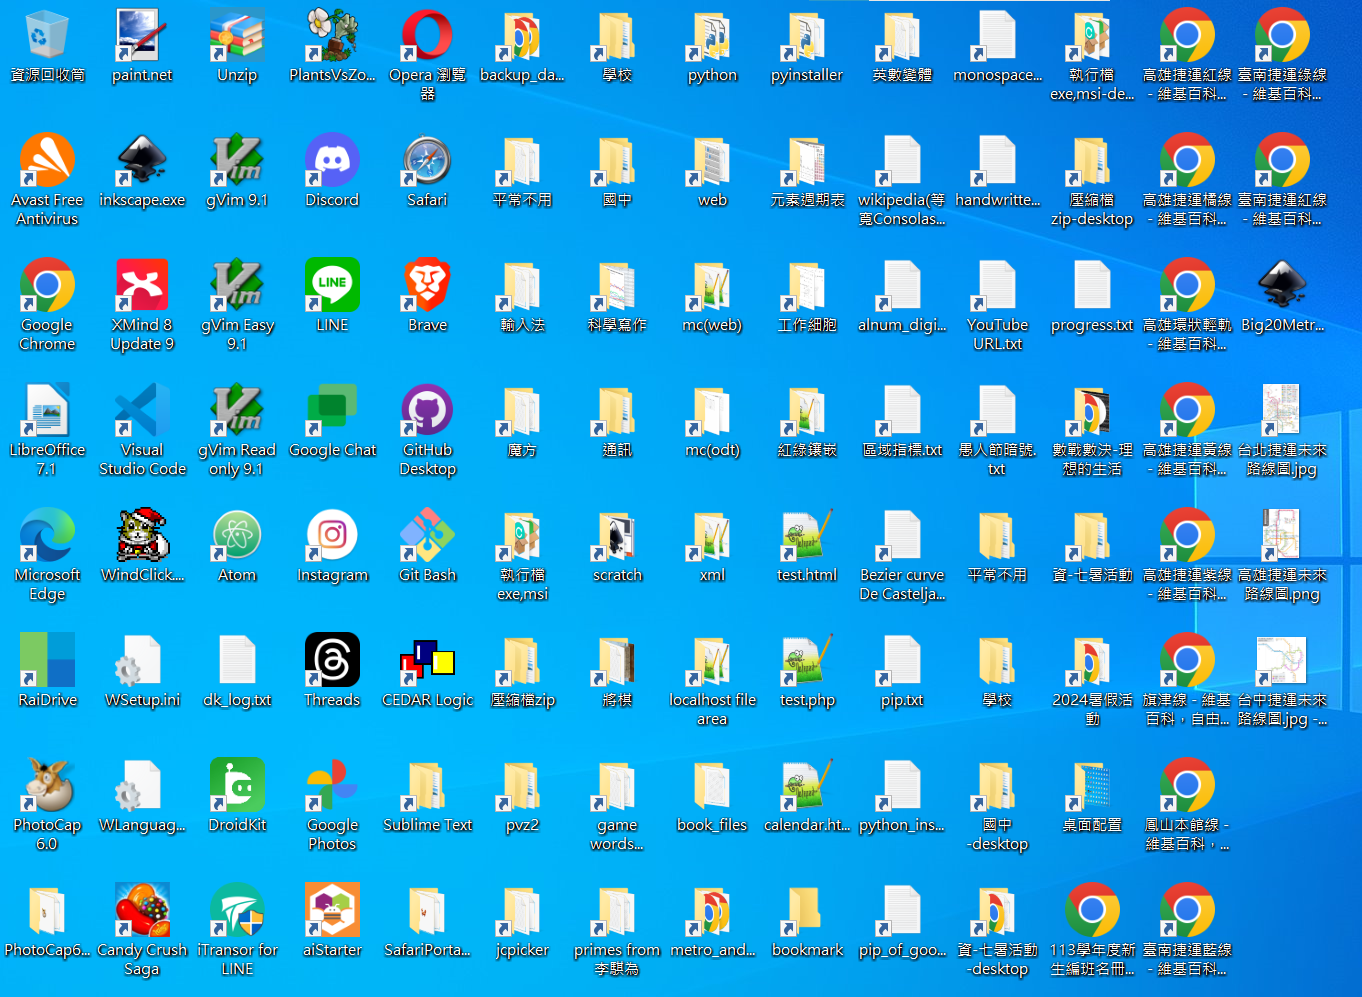 資源回收筒
paint.net
Unzip
PlantsVsZo...
Opera 瀏覽
器
backup_da...
學校
python
pyinstaller
英數變體
monospace...
執行檔
exe,msi-de...
高雄捷運紅線
- 維基百科...
臺南捷運綠線
- 維基百科...
Avast Free
Antivirus
inkscape.exe
gVim 9.1
Discord
Safari
平常不用
國中
web
元素週期表
wikipedia(等
寬Consolas...
handwritte...
壓縮檔
zip-desktop
高雄捷運橘線
- 維基百科...
臺南捷運紅線
- 維基百科...
Google
Chrome
XMind 8
Update 9
gVim Easy
9.1
LINE
LINE
Brave
輸入法
科學寫作
mc(web)
工作細胞
alnum_digi...
YouTube
URL.txt
progress.txt
高雄環狀輕軌
- 維基百科...
Big20Metr...
LibreOffice
7.1
Visual
Studio Code
gVim Read
only 9.1
Google Chat
GitHub
Desktop
魔方
通訊
mc(odt)
紅綠鑲嵌
區域指標.txt
愚人節暗號.
txt
數戰數決-理
想的生活
高雄捷運黃線
- 維基百科...
台北捷運未來
路線圖.jpg
Microsoft
Edge
WindClick....
Atom
Instagram
Git Bash
執行檔
exe,msi
scratch
xml
test.html
Bezier curve
De Castelja...
平常不用
資-七暑活動
高雄捷運紫線
- 維基百科...
高雄捷運未來
路線圖.png
RaiDrive
WSetup.ini
dk_log.txt
Threads
CEDAR Logic
壓縮檔zip
將棋
localhost file
area
test.php
pip.txt
學校
2024暑假活
動
旗津線 - 維基
百科，自由...
台中捷運未來
路線圖.jpg -...
PhotoCap
6.0
WLanguag...
DroidKit
Google
Photos
Sublime Text
pvz2
game
words...
book_files
calendar.ht...
python_ins...
國中
-desktop
桌面配置
鳳山本館線 -
維基百科，...
PhotoCap6...
Candy Crush
Saga
iTransor for
LINE
aiStarter
SafariPorta...
jcpicker
primes from
李騏為
metro_and...
bookmark
pip_of_goo...
資-七暑活動
-desktop
113學年度新
生編班名冊...
臺南捷運藍線
- 維基百科...